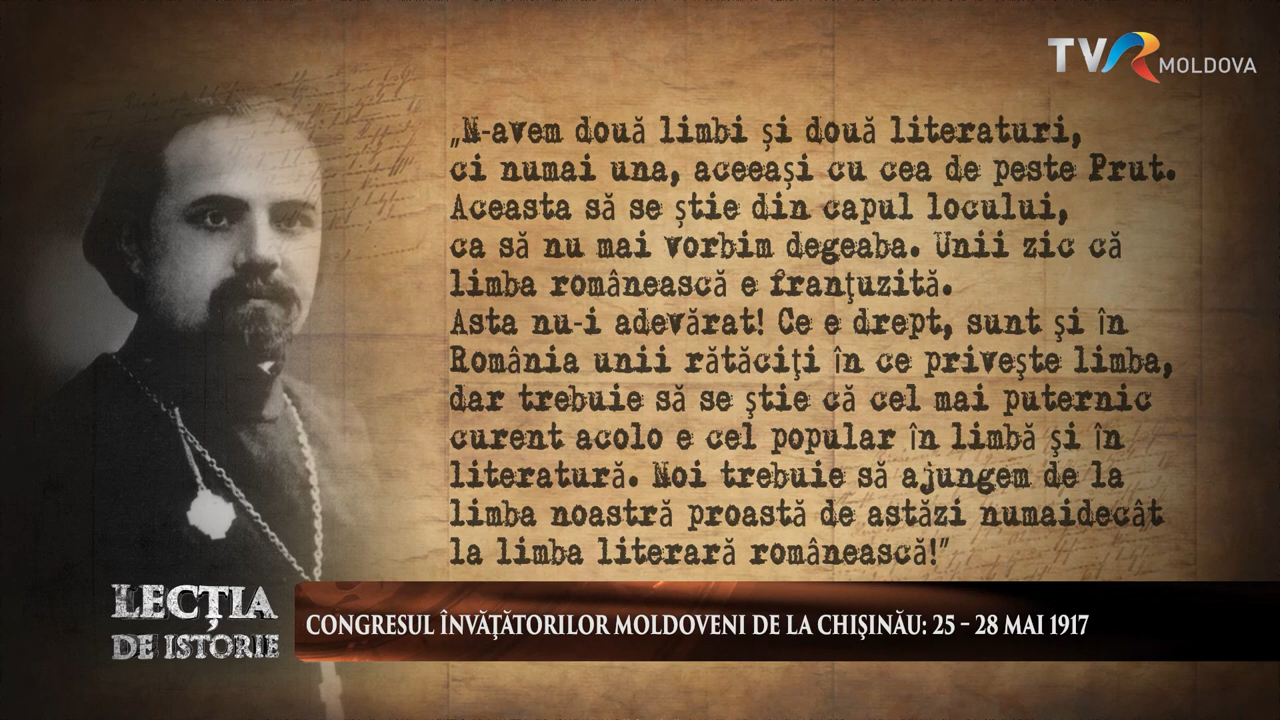 TVR MOLDOVA
„N-avem două limbi și două literaturi,
ci numai una, aceeași cu cea de peste Prut.
Aceasta să se știe din capul locului,
ca să nu mai vorbim degeaba. Unii zic că
limba românească e franţuzită.
Asta nu-i adevărat! Ce e drept, sunt şi în
România unii rătăciţi în ce priveşte limba,
dar trebuie să se ştie că cel mai puternic
curent acolo e cel popular în limbă şi în
literatură. Noi trebuie să ajungem de la
limba noastră proastă de astăzi numaidecât
la limba literară românească!”
LECȚIA
DE ISTORIE
CONGRESUL ÎNVĂŢĂTORILOR MOLDOVENI DE LA CHIŞINĂU: 25 – 28 MAI 1917